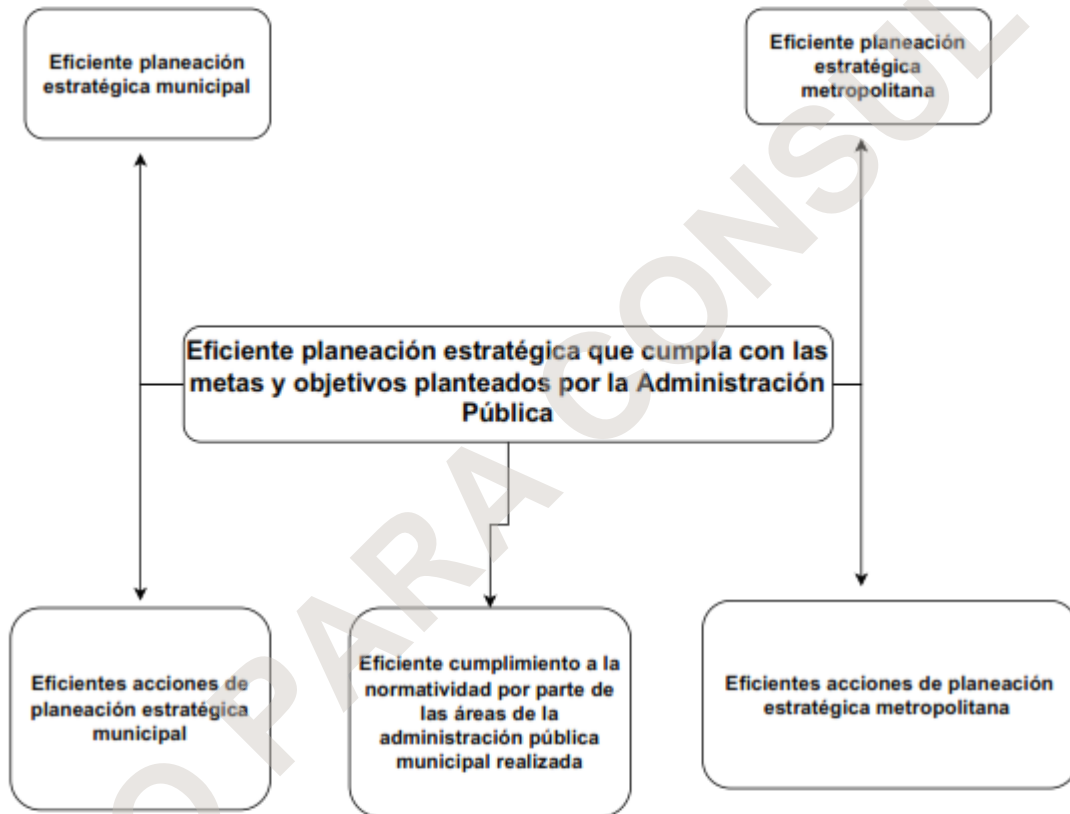 Eficiente planeación
estratégica municipal
Eficiente planeación
estratégica
metropolitana
Eficiente planeación estratégica que cumpla con las
metas y objetivos planteados por la Administración
Pública
Eficientes acciones de
planeación estratégica
municipal
Eficiente cumplimiento a la
normatividad por parte de
las áreas de la
administración pública
municipal realizada
Eficientes acciones de planeación
estratégica metropolitana
O PARA CONSUL